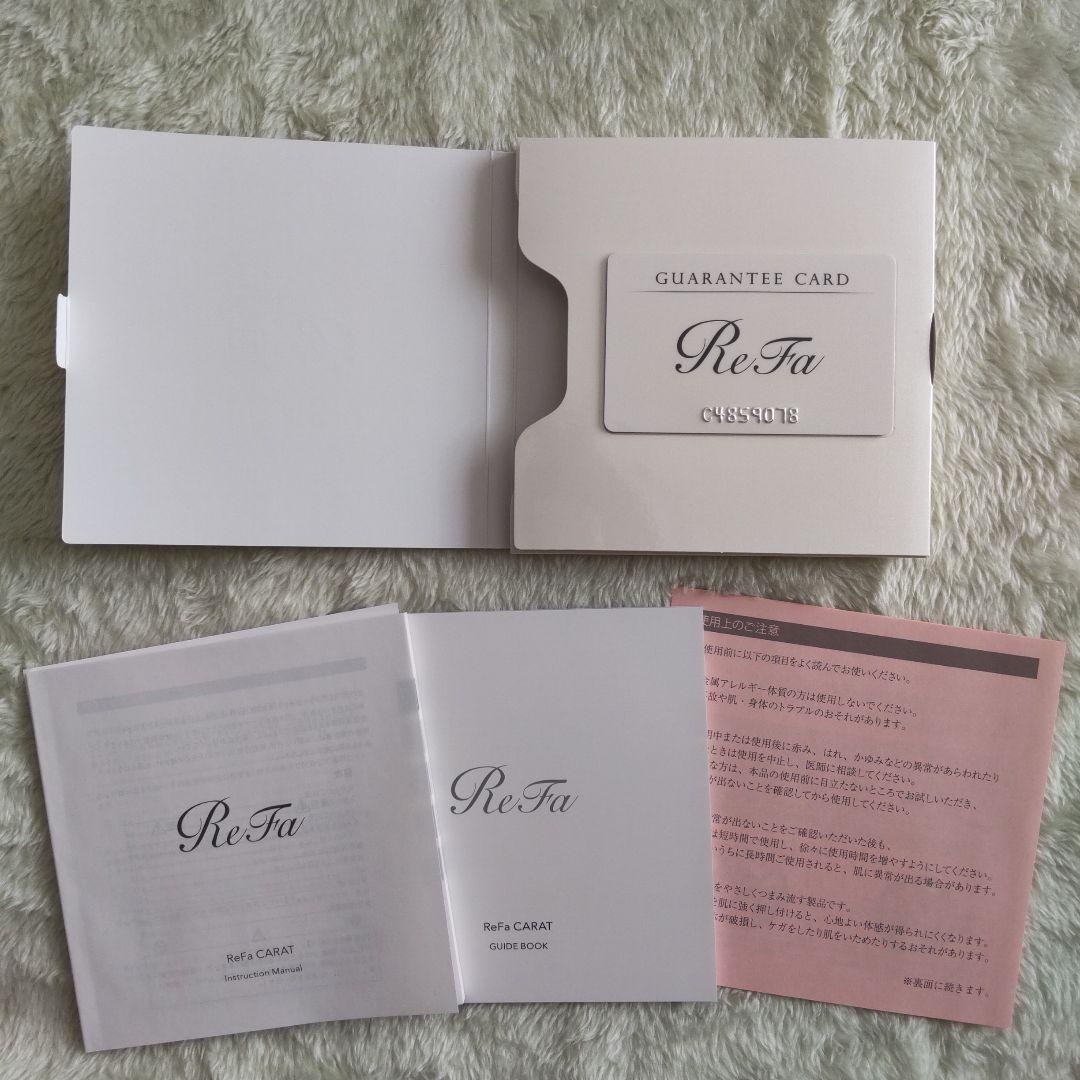 GUARANTEE CARD
ReFa
C4859078
ReFa
ReFa CARAT
Instruction Manual
ReFa
ReFa CARAT
GUIDE BOOK
使用上のご注意
使用前に以下の項目をよく読んでお使いください。
金属アレルギー体質の方は使用しないでください。
故や肌・身体のトラブルのおそれがあります。
用中または使用後に赤み、はれ、かゆみなどの異常があらわれたり
ときは使用を中止し、医師に相談してください。
な方は、本品の使用前に目立たないところでお試しいただき、
が出ないことを確認してから使用してください。
常が出ないことをご確認いただいた後も、
は短時間で使用し、徐々に使用時間を増やすようにしてください。
うちに長時間ご使用されると、肌に異常が出る場合があります。
をやさしくつまみ流す製品です。
を肌に強く押し付けると、心地よい体感が得られにくくなります。
が破損し、ケガをしたり肌をいためたりするおそれがあります。
※裏面に続きます。